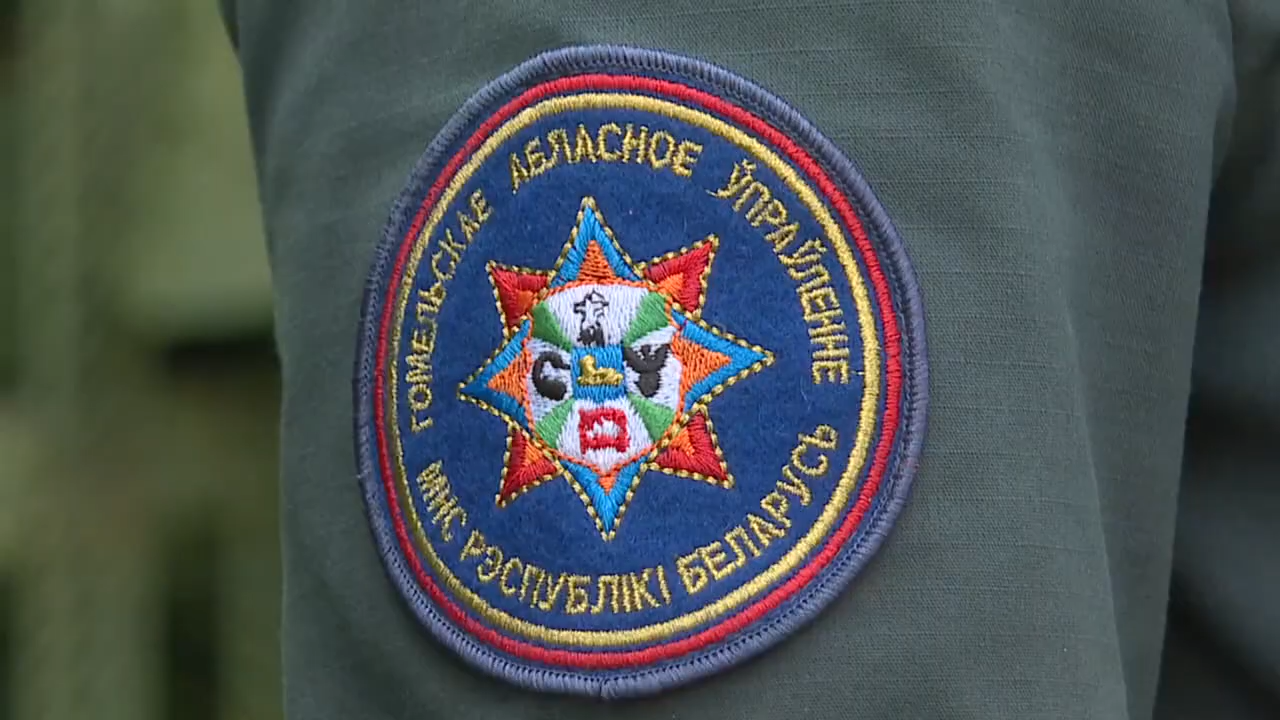 ГОМЕЛЬСКАЕ АБЛАСНОЕ ЎПРАЎЛЕННЕ
МНС РЭСПУБЛІКІ БЕЛАРУСЬ